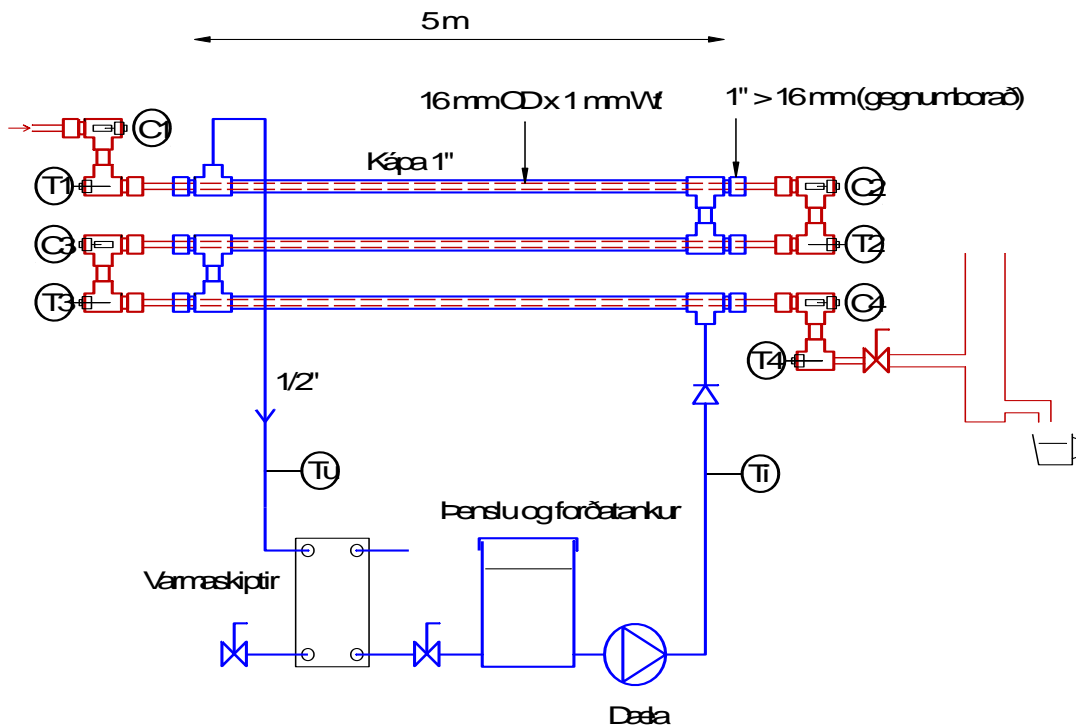 5 m
16 mm OD x 1 mm Wt
1" > 16 mm (gegnumborað)
C1
Kápa 1"
T1
C2
C3
T2
T3
C4
T4
1/2"
Tu
Ti
Þenslu og forðatankur
Varmaskiptir
Dæla